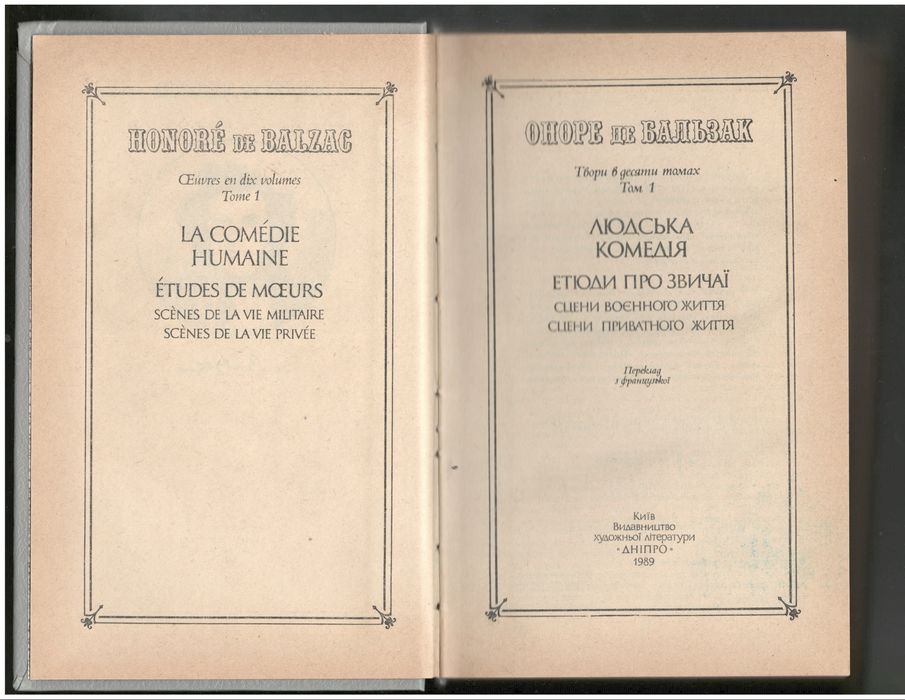 HONORÉ DE BALZAC
Œuvres en dix volumes
Tome 1
LA COMÉDIE
HUMAINE
ÉTUDES DE MŒURS
SCÈNES DE LA VIE MILITAIRE
SCÈNES DE LA VIE PRIVÉE
ОНОРЕ ДЕ БАЛЬЗАК
Твори в десяти томах
Том 1
ЛЮДСЬКА
КОМЕДІЯ
ЕТЮДИ ПРО ЗВИЧАЇ
СЦЕНИ ВОЄННОГО ЖИТТЯ
СЦЕНИ ПРИВАТНОГО ЖИТТЯ
Переклад
з французької
Київ
Видавництво
художньої літератури
«ДНІПРО»
1989